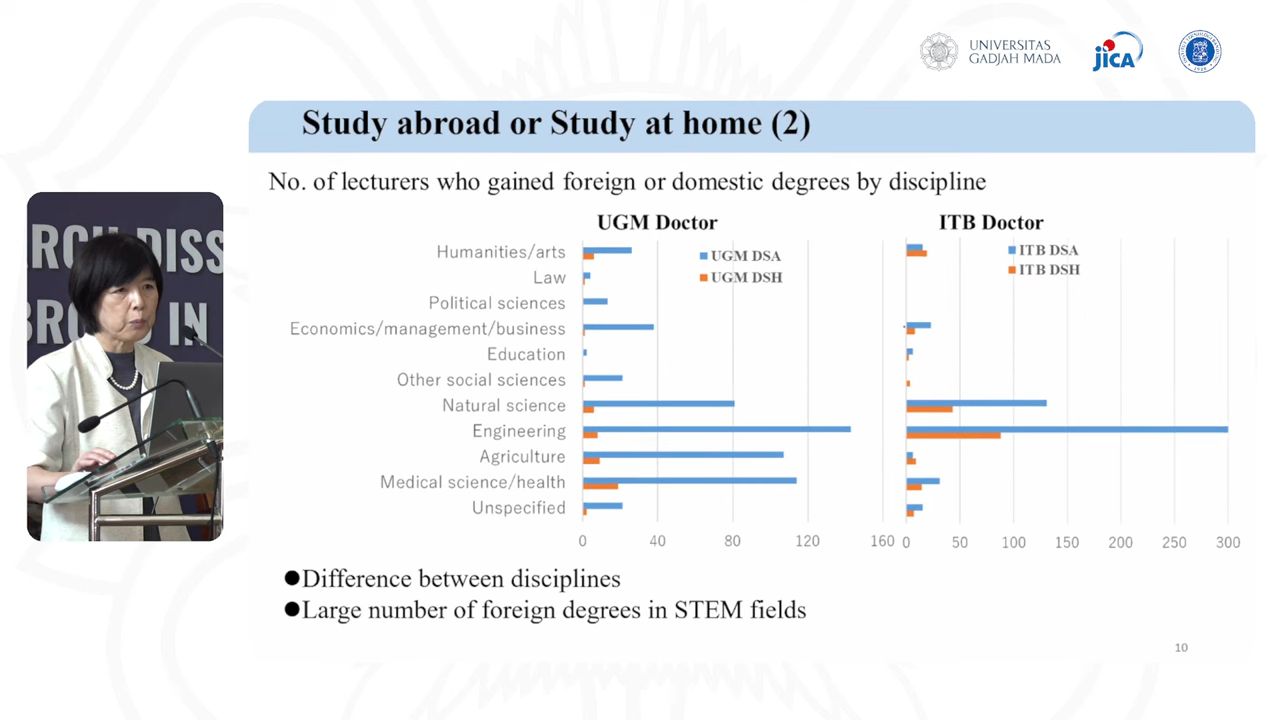 UNIVERSITAS
GADJAH MADA
JICA
Study abroad or Study at home (2)
No. of lecturers who gained foreign or domestic degrees by discipline
UGM Doctor
ITB Doctor
UGM DSA
UGM DSH
ITB DSA
ITB DSH
Humanities/arts
Law
Political sciences
Economics/management/business
Education
Other social sciences
Natural science
Engineering
Agriculture
Medical science/health
Unspecified
0 40 80 120 160
0 50 100 150 200 250 300
●Difference between disciplines
●Large number of foreign degrees in STEM fields
10
RCH DISS
BRO D IN